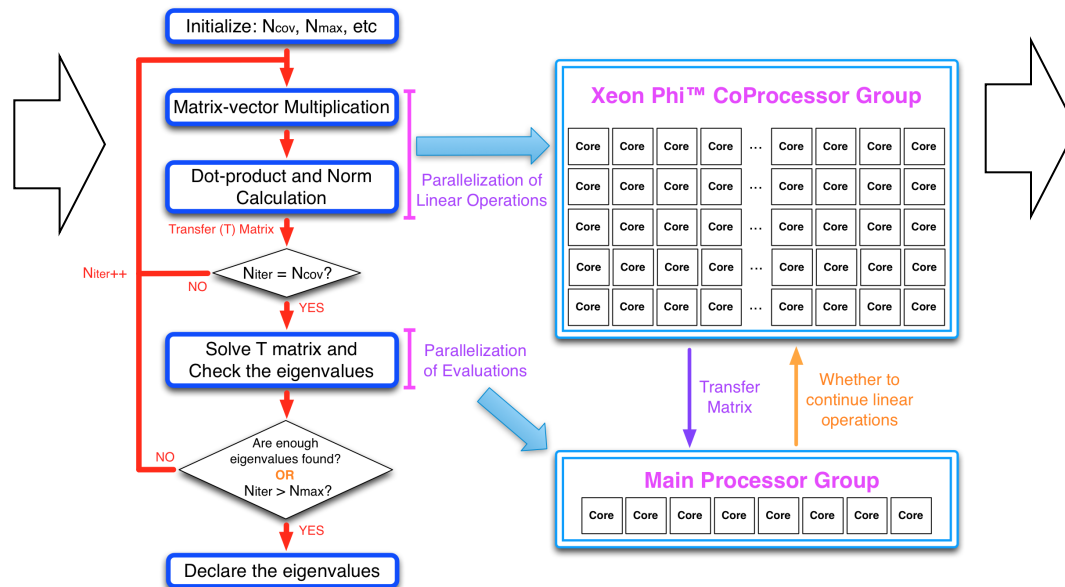 Initialize: Ncov, Nmax, etc
Matrix-vector Multiplication
Dot-product and Norm
Calculation
Transfer (T) Matrix
Niter = Ncov?
Niter++
NO
YES
Solve T matrix and
Check the eigenvalues
Are enough
eigenvalues found?
OR
Niter > Nmax?
NO
YES
Declare the eigenvalues
Parallelization of
Linear Operations
Parallelization
of Evaluations
Xeon Phi™ CoProcessor Group
Core Core Core Core ... Core Core Core Core
Core Core Core Core ... Core Core Core Core
Core Core Core Core ... Core Core Core Core
Core Core Core Core ... Core Core Core Core
Core Core Core Core ... Core Core Core Core
Transfer
Matrix
Whether to
continue linear
operations
Main Processor Group
Core Core Core Core Core Core Core Core